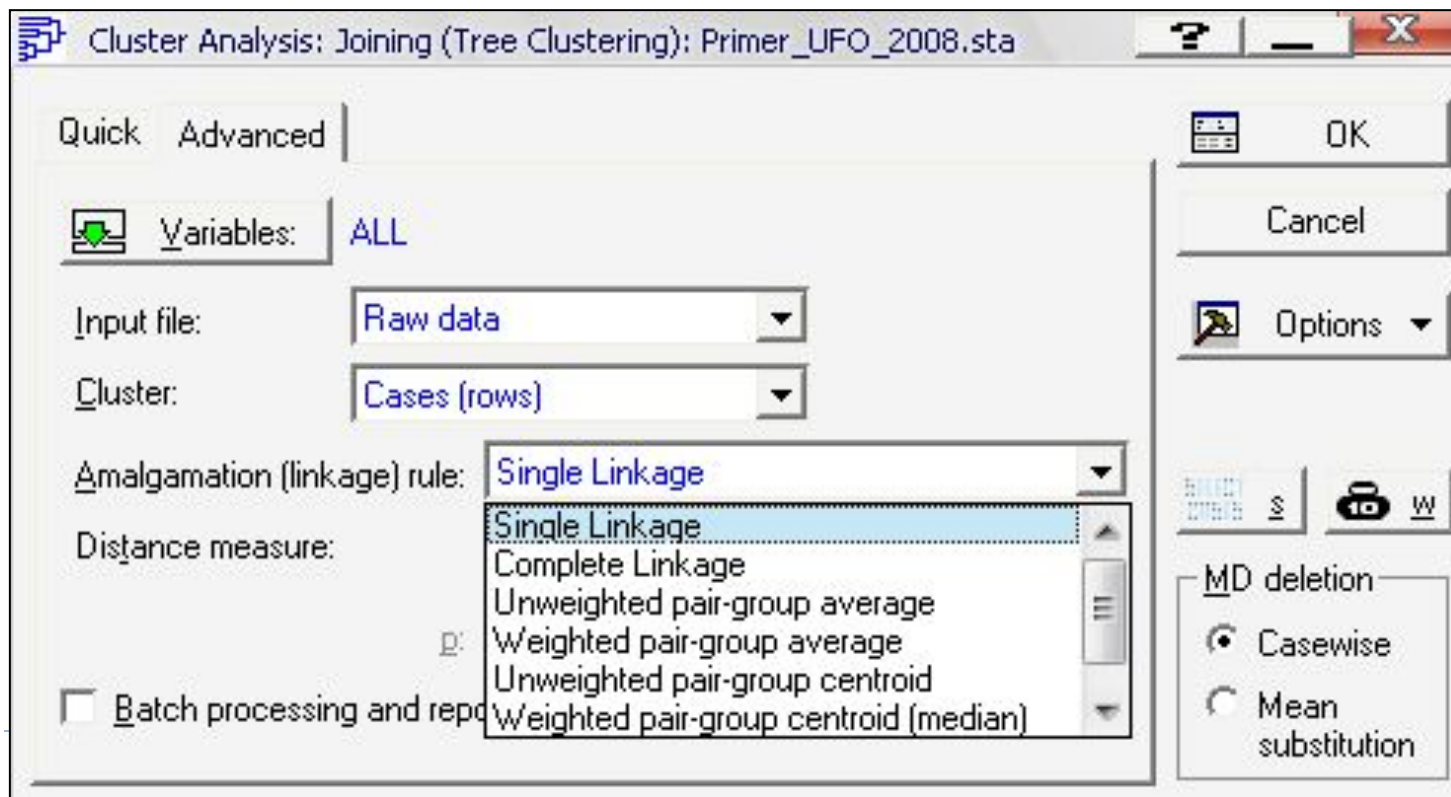 Cluster Analysis: Joining (Tree Clustering): Primer_UFO_2008.sta
? X
Quick Advanced
OK
Variables: ALL
Cancel
Input file: Raw data
Options
Cluster: Cases (rows)
Amalgamation (linkage) rule: Single Linkage
Single Linkage
Distance measure:
Complete Linkage
Unweighted pair-group average
Weighted pair-group average
p:
Unweighted pair-group centroid
Batch processing and repo
Weighted pair-group centroid (median)
S
10 W
MD deletion
Casewise
Mean
substitution